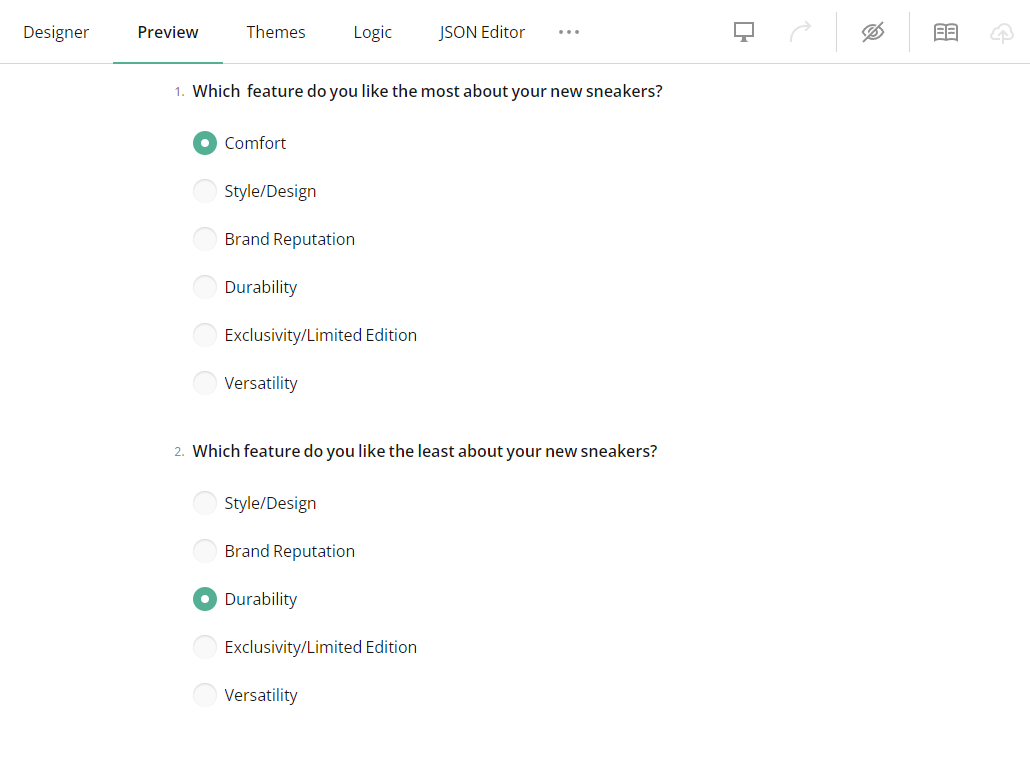 Designer Preview Themes Logic JSON Editor
1. Which feature do you like the most about your new sneakers?
Comfort
Style/Design
Brand Reputation
Durability
Exclusivity/Limited Edition
Versatility
2. Which feature do you like the least about your new sneakers?
Style/Design
Brand Reputation
Durability
Exclusivity/Limited Edition
Versatility